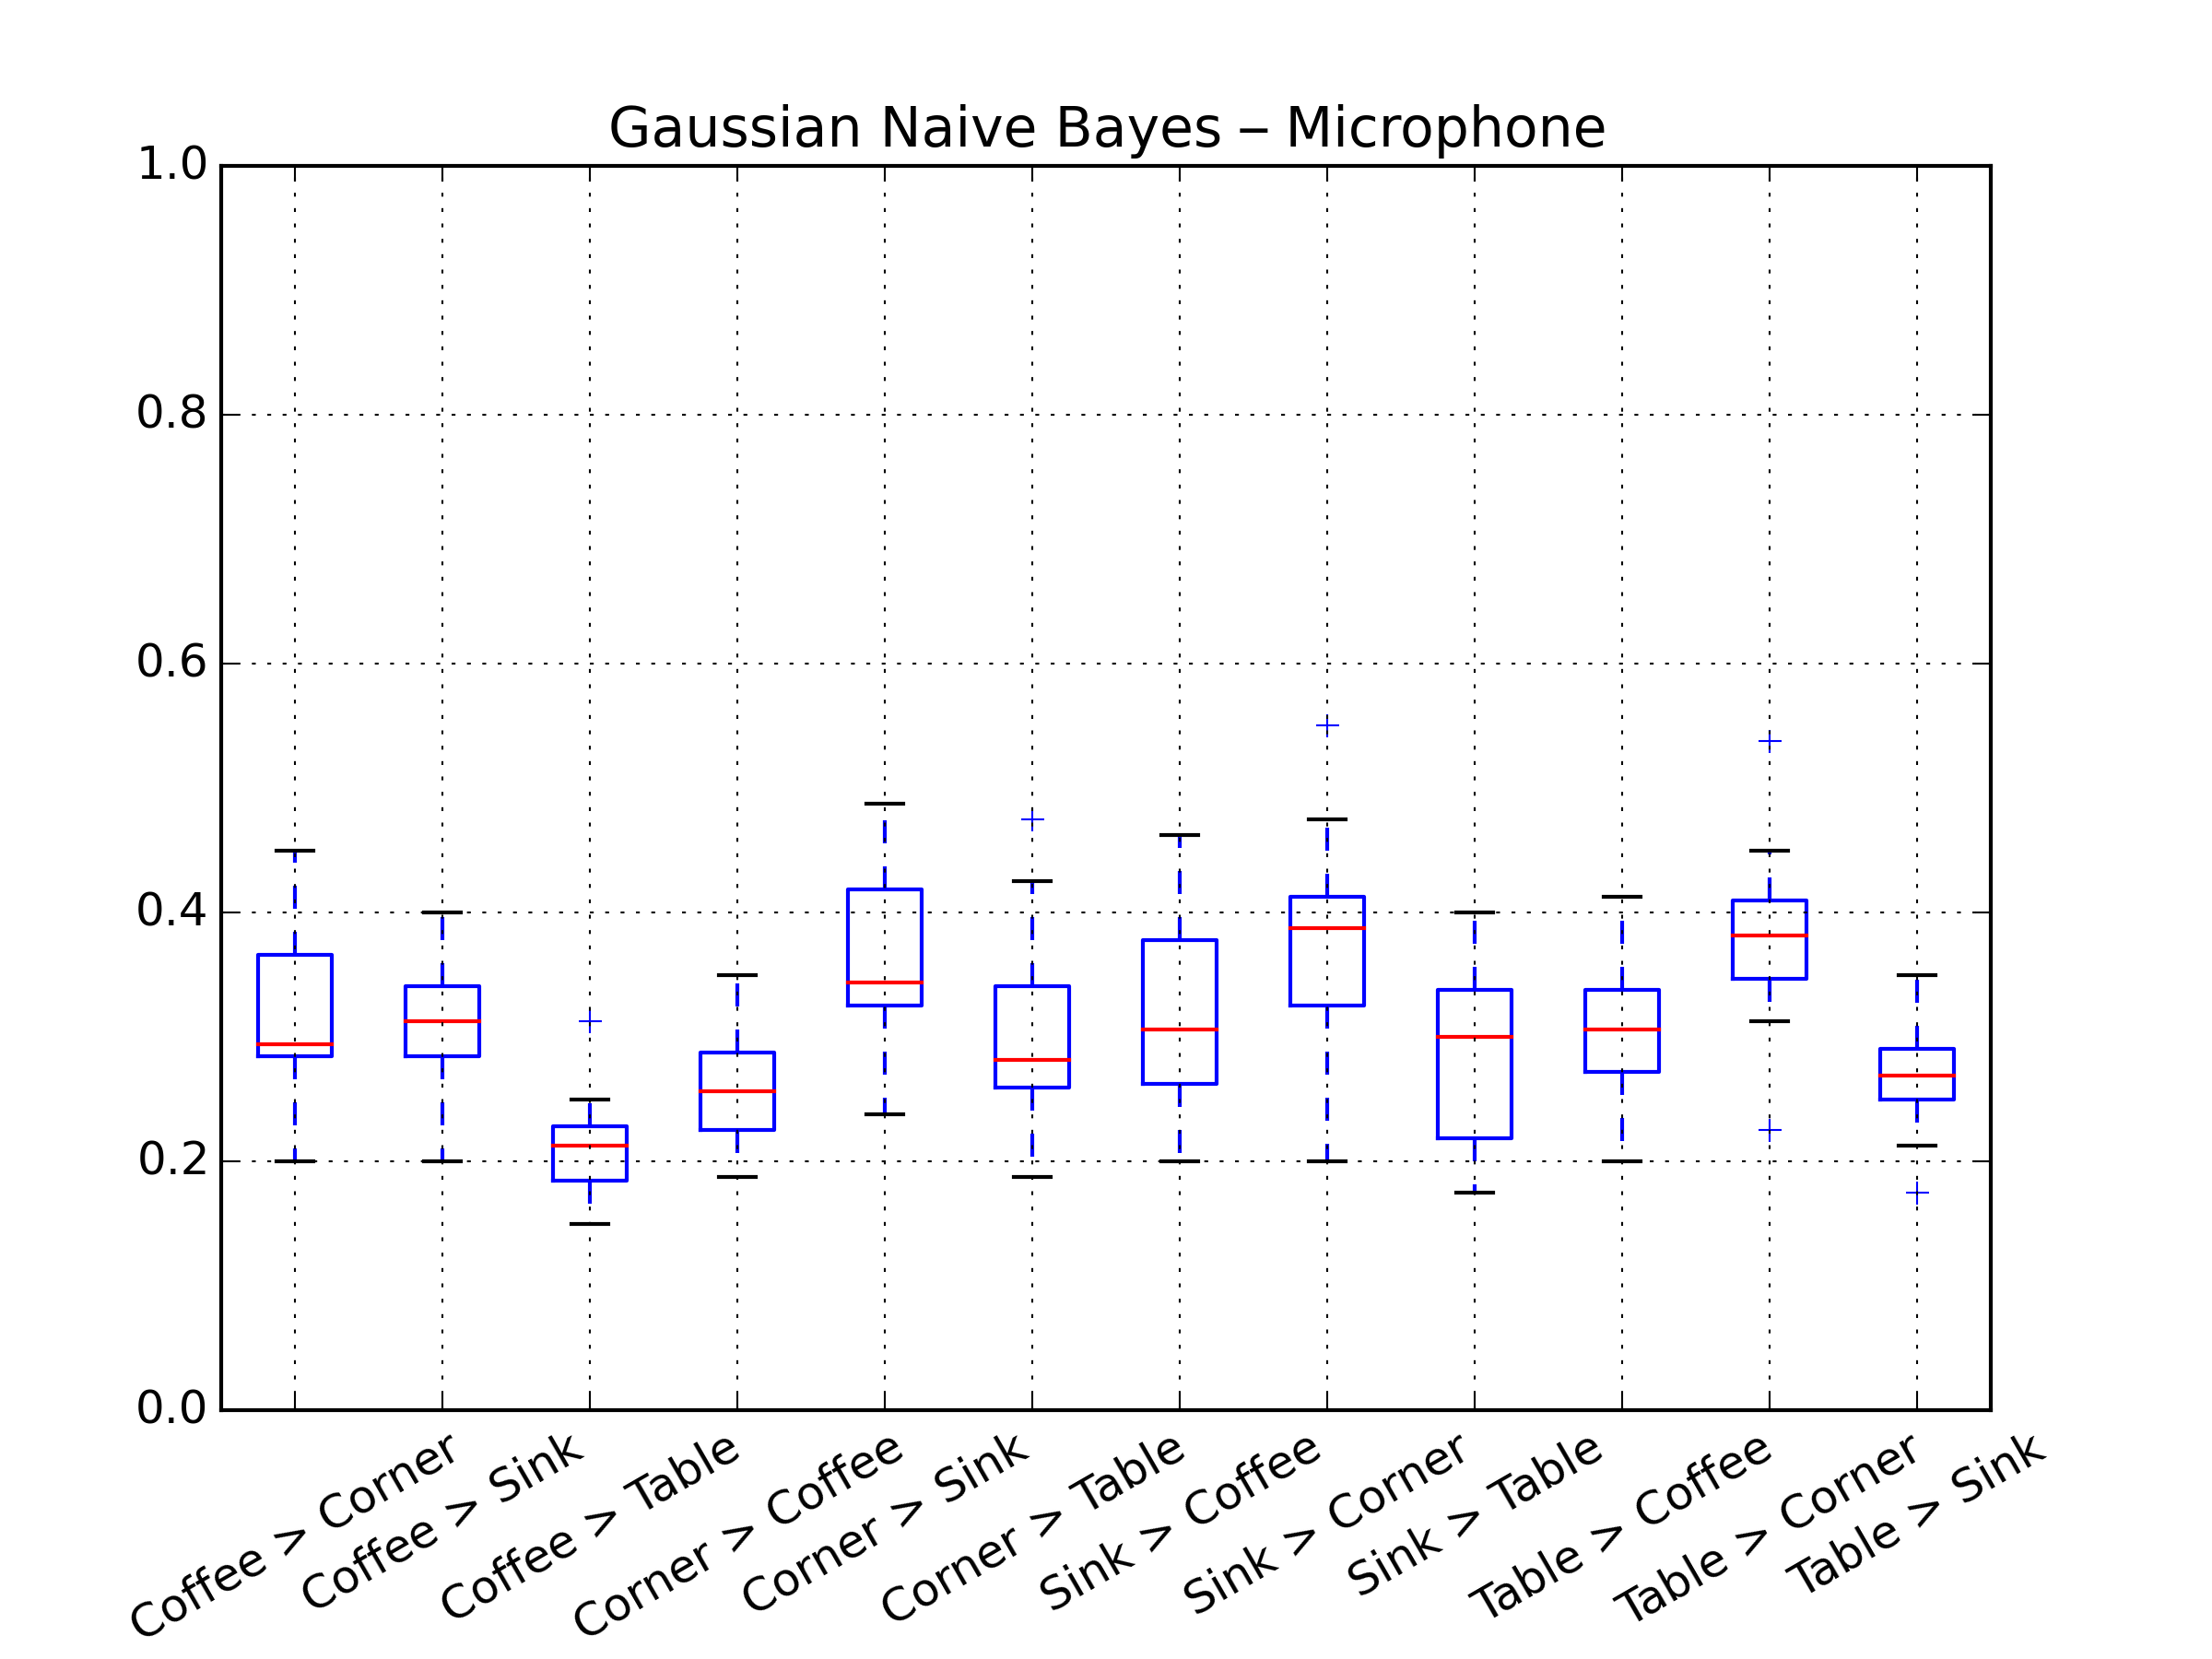 Gaussian Naive Bayes – Microphone
1.0
0.8
0.6
0.4
0.2
0.0
Coffee > Corner
Coffee > Sink
Coffee > Table
Corner > Coffee
Corner > Sink
Corner > Table
Sink > Coffee
Sink > Corner
Sink > Table
Table > Coffee
Table > Corner
Table > Sink